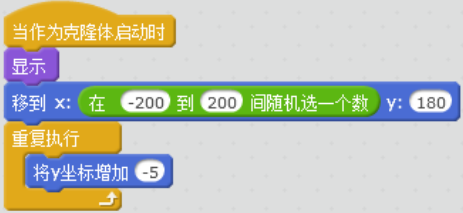 当作为克隆体启动时
显示
移到 x: 在 -200 到 200 间随机选一个数 y: 180
重复执行
将y坐标增加 -5